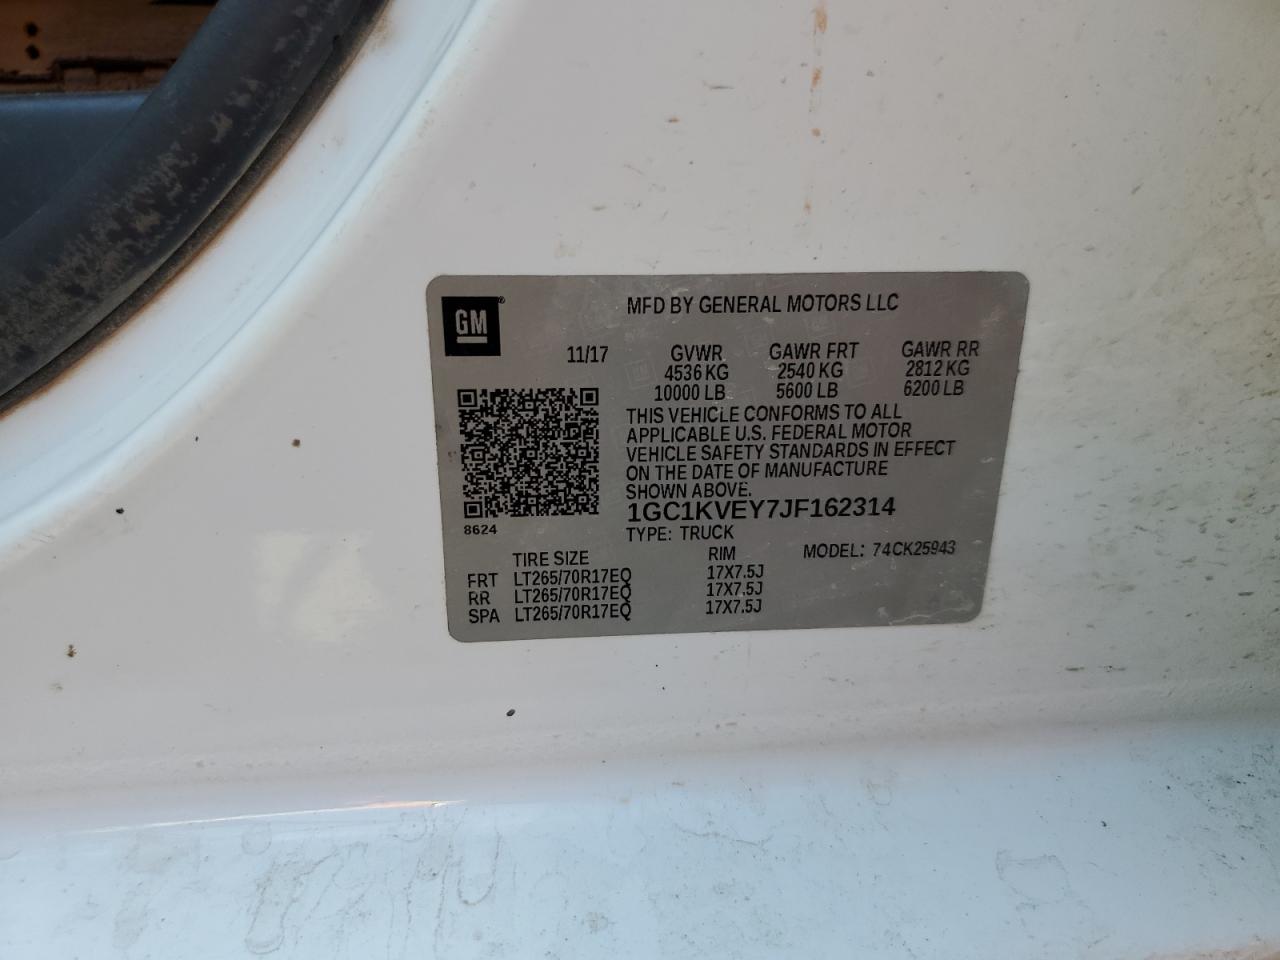 GM®
MFD BY GENERAL MOTORS LLC
11/17 GVWR GAWR FRT GAWR RR
4536 KG 2540 KG 2812 KG
10000 LB 5600 LB 6200 LB
THIS VEHICLE CONFORMS TO ALL
APPLICABLE U.S. FEDERAL MOTOR
VEHICLE SAFETY STANDARDS IN EFFECT
ON THE DATE OF MANUFACTURE
SHOWN ABOVE.
1GC1KVEY7JF162314
8624 TYPE: TRUCK
TIRE SIZE RIM MODEL: 74CK25943
FRT LT265/70R17EQ 17X7.5J
RR LT265/70R17EQ 17X7.5J
SPA LT265/70R17EQ 17X7.5J